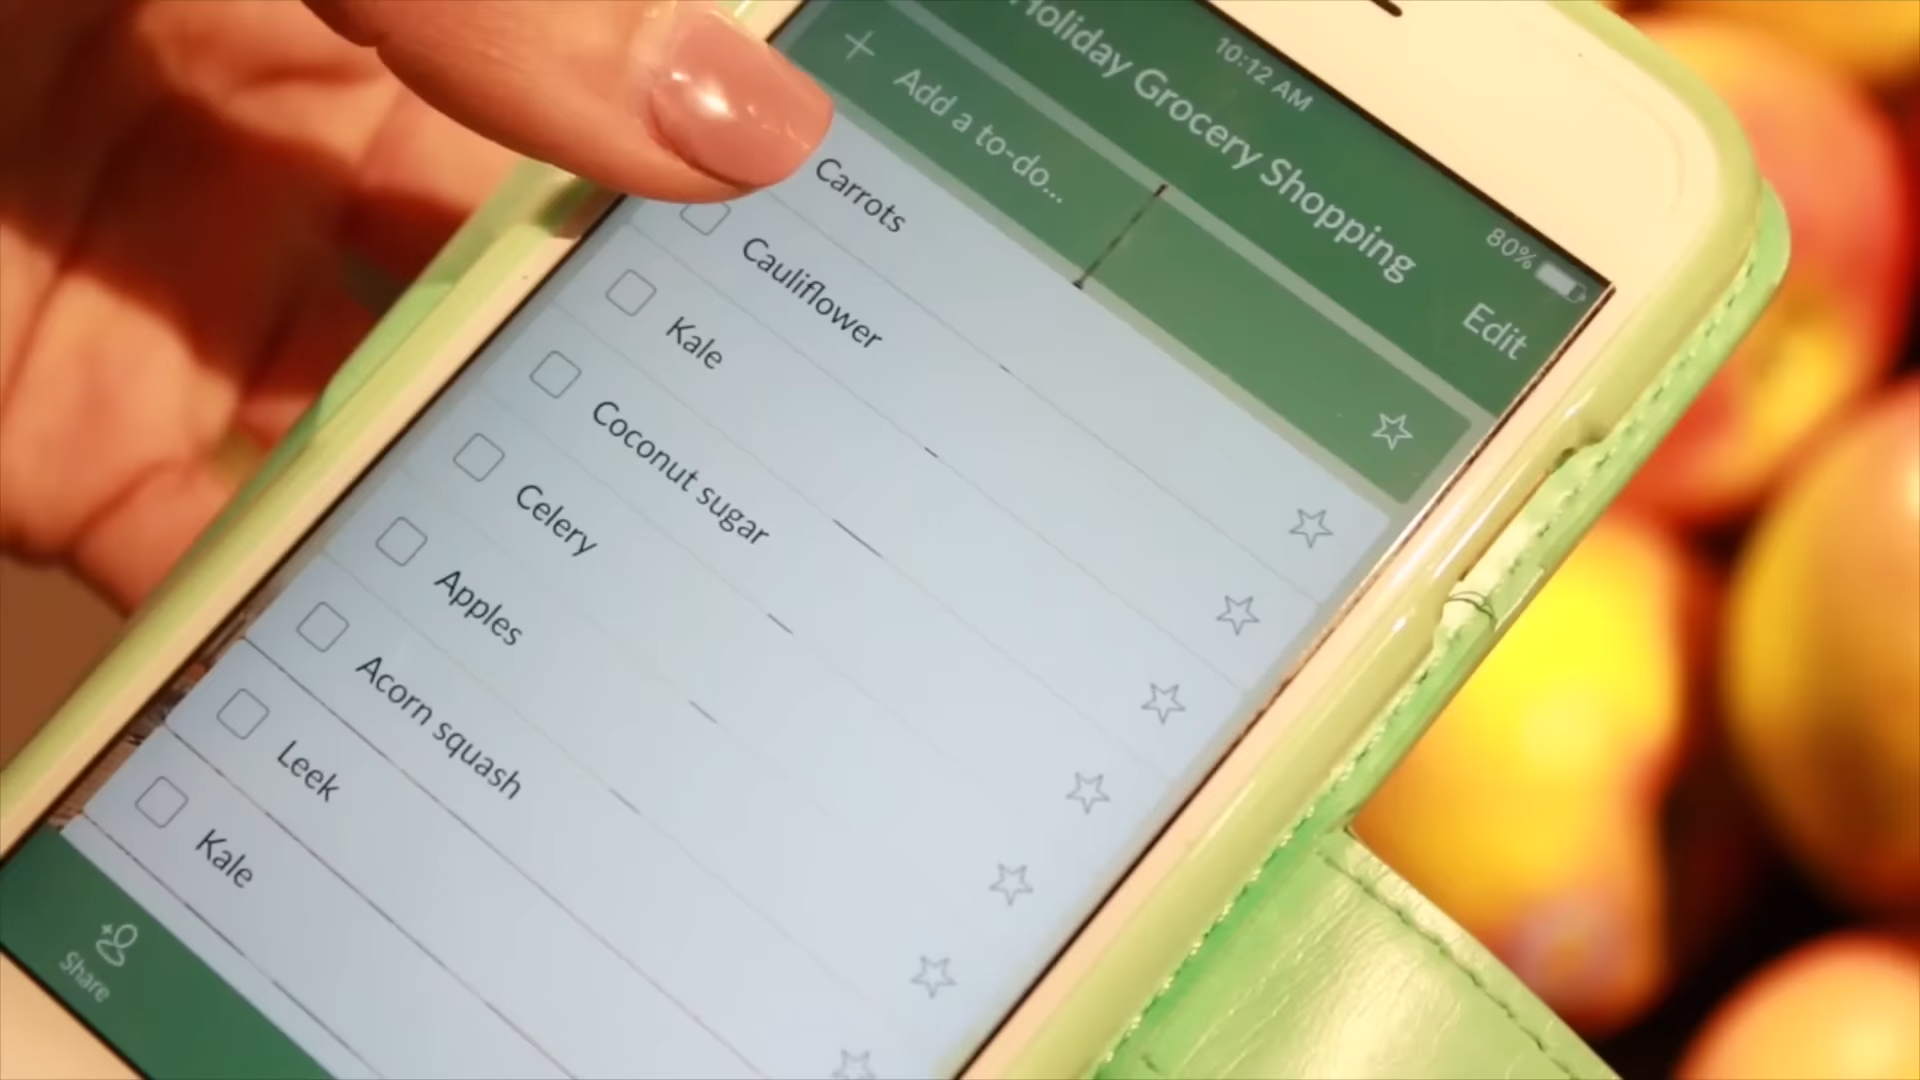 10:12 AM
80%
Holiday Grocery Shopping
Edit
Add a to-do...
Carrots
Cauliflower
Kale
Coconut sugar
Celery
Apples
Acorn squash
Leek
Kale
Share